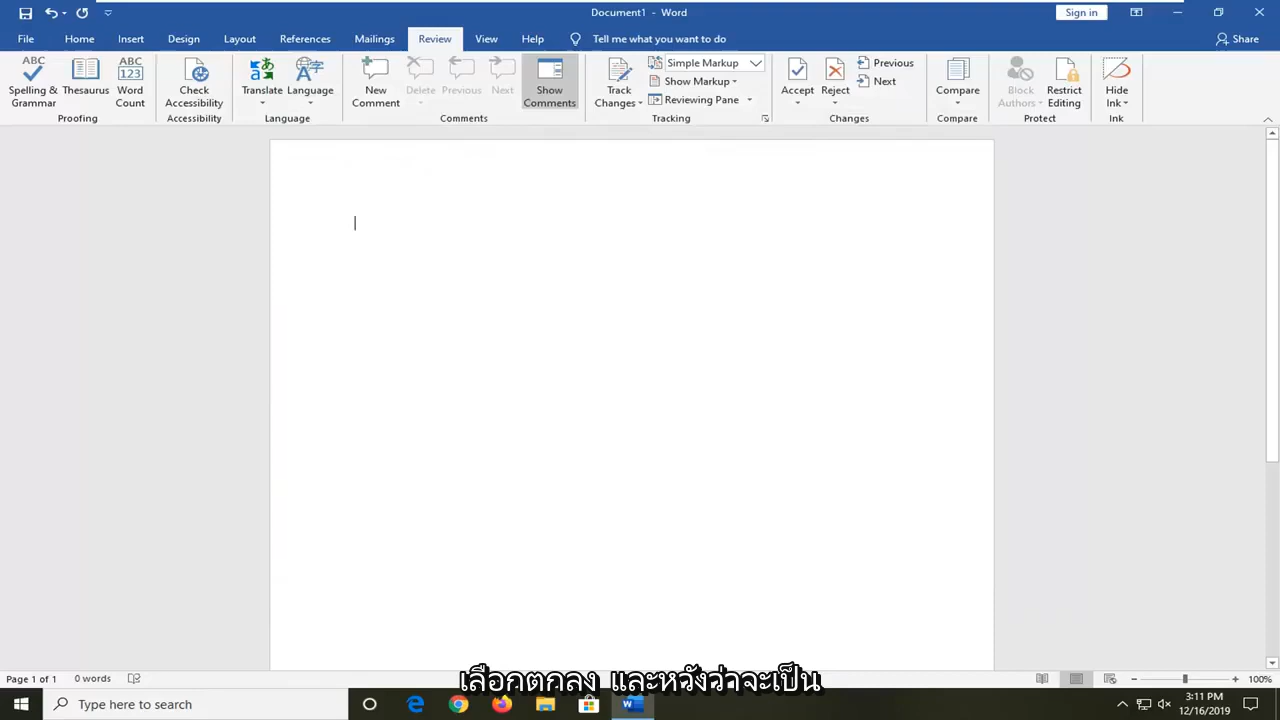 Document1 - Word
Sign in
File Home Insert Design Layout References Mailings Review View Help Tell me what you want to do Share
ABC Spelling & Grammar
Thesaurus
ABC 123 Word Count
Proofing
Check Accessibility
Accessibility
Translate
Language
Language
New Comment
Delete
Previous
Next
Show Comments
Comments
Track Changes
Simple Markup
Show Markup
Reviewing Pane
Tracking
Accept
Reject
Previous
Next
Changes
Compare
Compare
Block Authors
Restrict Editing
Protect
Hide Ink
Ink
เลือกตกลง และหวังว่าจะเป็น
Page 1 of 1 0 words 100%
Type here to search
3:11 PM
12/16/2019